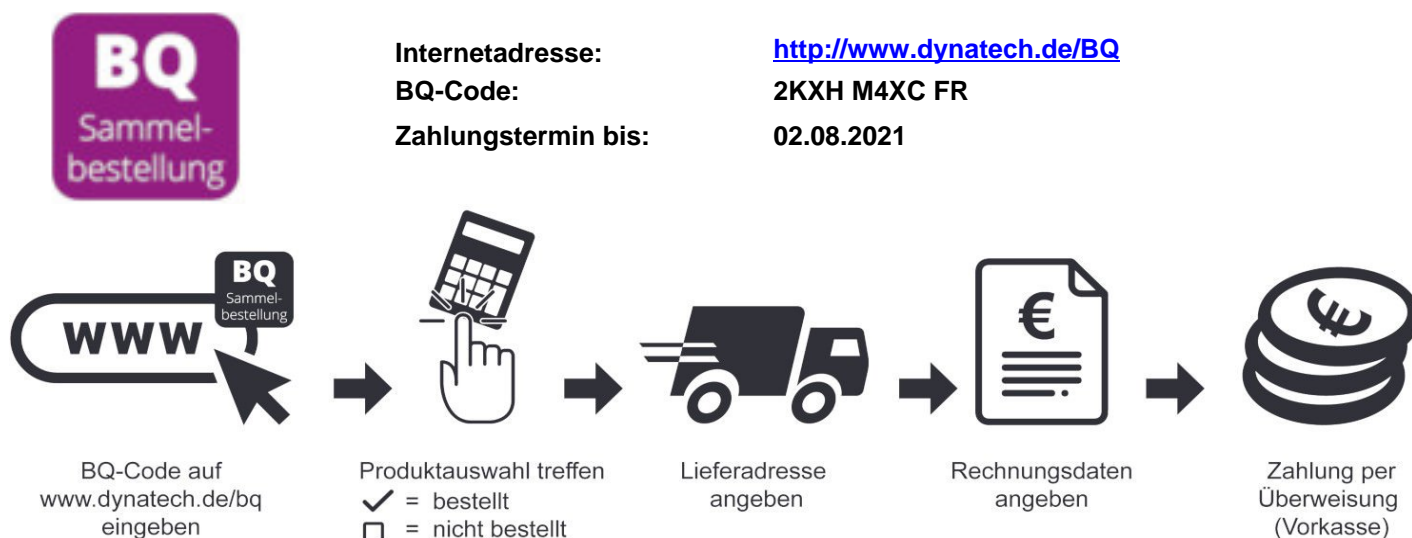 BQ
Sammel-
bestellung
Internetadresse: http://www.dynatech.de/BQ
BQ-Code: 2KXH M4XC FR
Zahlungstermin bis: 02.08.2021
WWW
BQ
Sammel-
bestellung
€
€
BQ-Code auf
www.dynatech.de/bq
eingeben
Produktauswahl treffen
✓ = bestellt
☐ = nicht bestellt
Lieferadresse
angeben
Rechnungsdaten
angeben
Zahlung per
Überweisung
(Vorkasse)